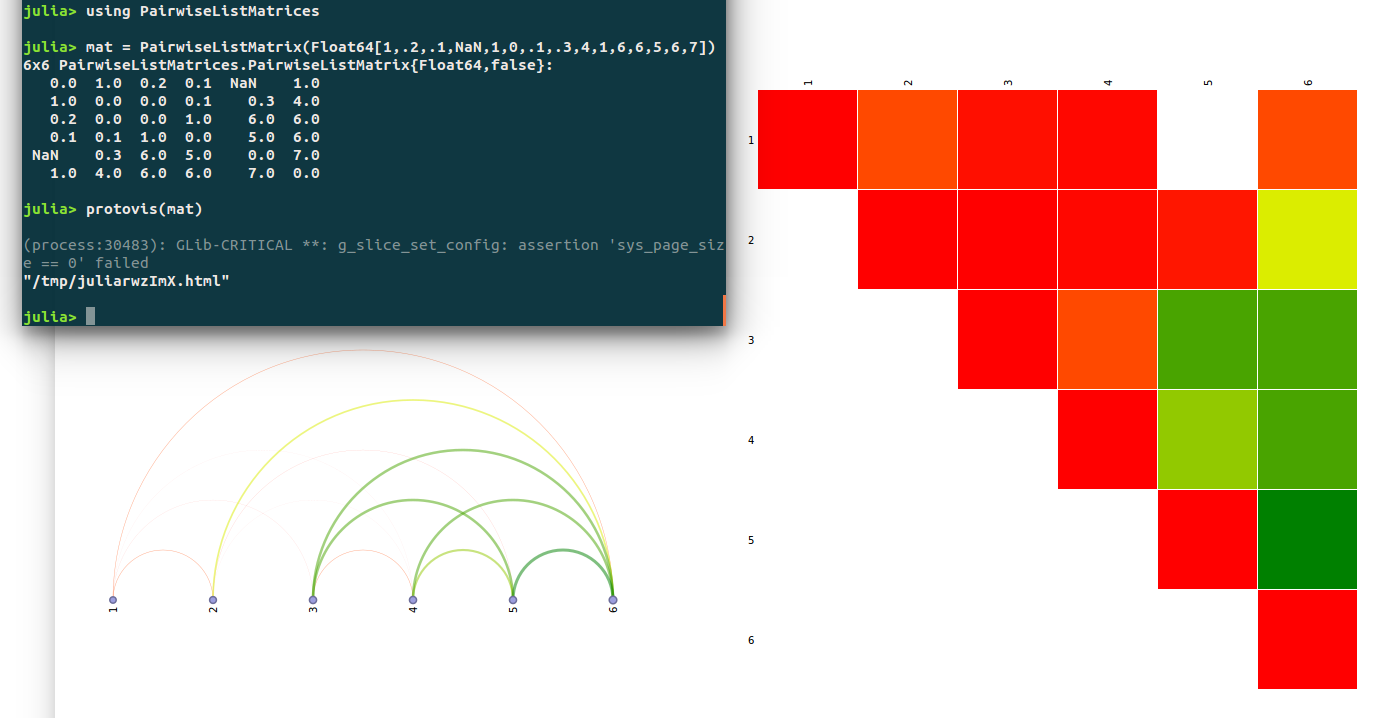 julia> using PairwiseListMatrices
julia> mat = PairwiseListMatrix(Float64[1,.2,.1,NaN,1,0,.1,.3,4,1,6,6,5,6,7])
6x6 PairwiseListMatrices.PairwiseListMatrix{Float64,false}:
0.0 1.0 0.2 0.1 NaN 1.0
1.0 0.0 0.0 0.1 0.3 4.0
0.2 0.0 0.0 1.0 6.0 6.0
0.1 0.1 1.0 0.0 5.0 6.0
NaN 0.3 6.0 5.0 0.0 7.0
1.0 4.0 6.0 6.0 7.0 0.0
julia> protovis(mat)
(process:30483): GLib-CRITICAL **: g_slice_set_config: assertion 'sys_page_siz
e == 0' failed
"/tmp/juliarwzImX.html"
julia>
1 2 3 4 5 6
1 2 3 4 5 6
1
2
3
4
5
6